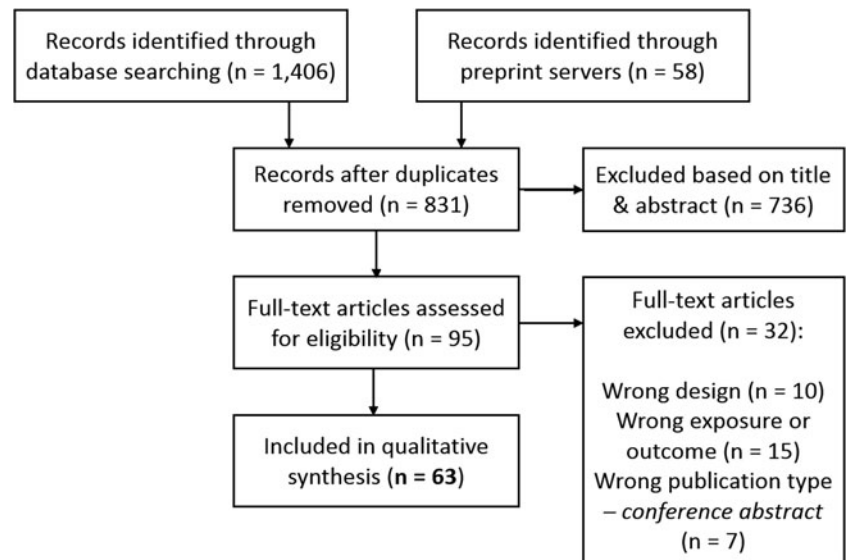 Records identified through
database searching (n = 1,406)
Records identified through
preprint servers (n = 58)
Records after duplicates
removed (n = 831)
Excluded based on title
& abstract (n = 736)
Full-text articles assessed
for eligibility (n = 95)
Full-text articles
excluded (n = 32):
Wrong design (n = 10)
Wrong exposure or
outcome (n = 15)
Wrong publication type
– conference abstract
(n = 7)
Included in qualitative
synthesis (n = 63)